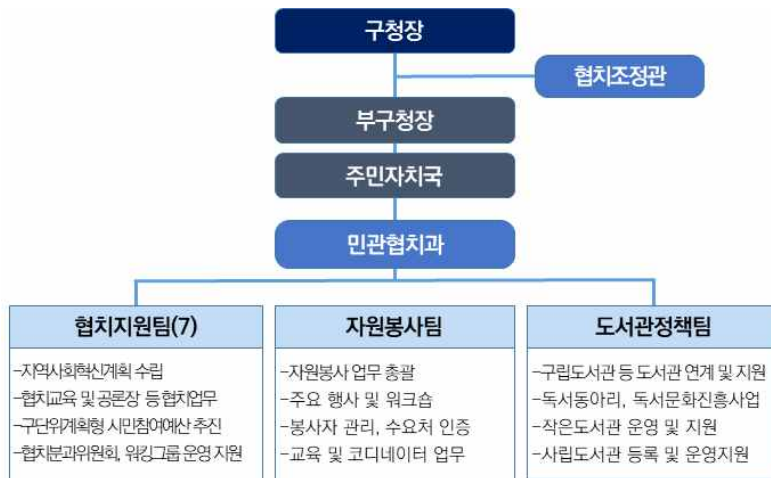 구청장
협치조정관
부구청장
주민자치국
민관협치과
협치지원팀(7)
-지역사회혁신계획 수립
-협치교육 및 공론장 등 협치업무
-구단위계획형 시민참여예산 추진
-협치분과위원회, 워킹그룹 운영 지원
자원봉사팀
-자원봉사 업무 총괄
-주요 행사 및 워크숍
-봉사자 관리, 수요처 인증
-교육 및 코디네이터 업무
도서관정책팀
-구립도서관 등 도서관 연계 및 지원
-독서동아리, 독서문화진흥사업
-작은도서관 운영 및 지원
-사립도서관 등록 및 운영지원